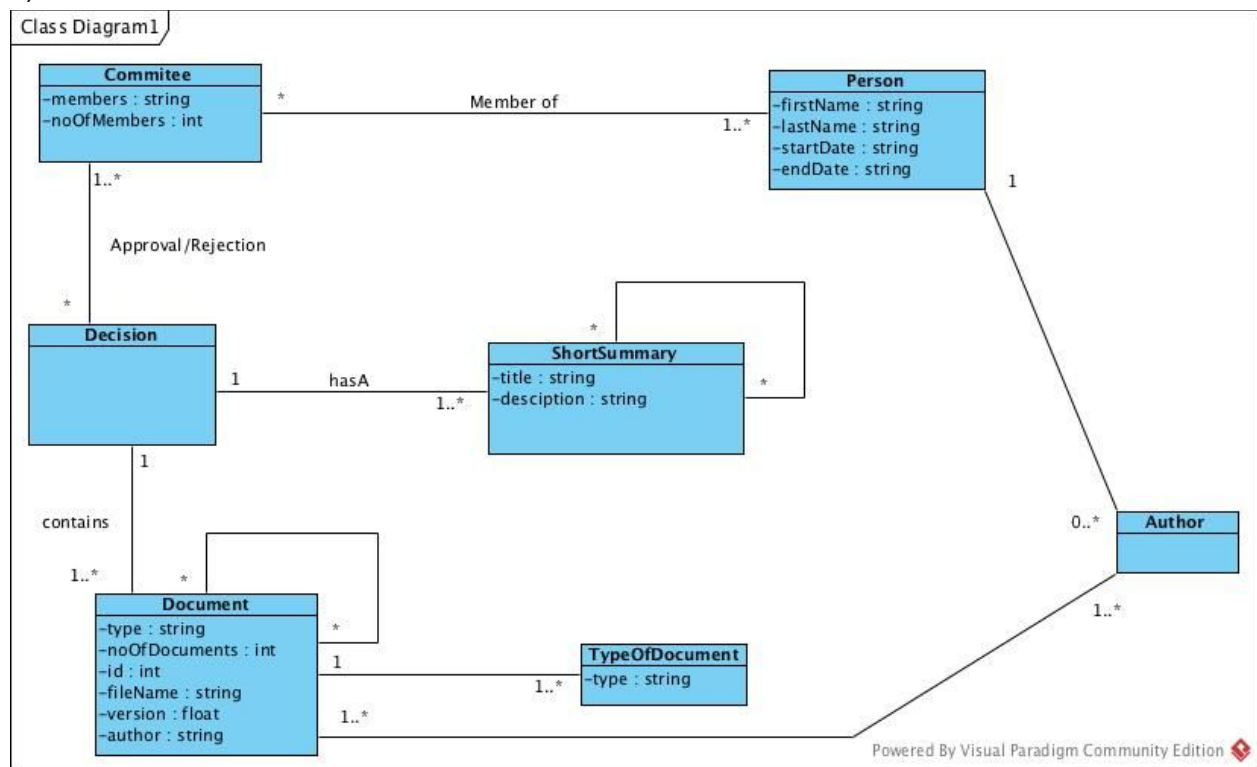 Class Diagram1
Commitee
-members : string
-noOfMembers : int
*
Member of
1..*
Person
-firstName : string
-lastName : string
-startDate : string
-endDate : string
1..*
1
Approval/Rejection
*
Decision
*
ShortSummary
-title : string
-desciption : string
*
1
hasA
1..*
1
contains
1..*
*
0..*
Author
1..*
Document
-type : string
-noOfDocuments : int
-id : int
-fileName : string
-version : float
-author : string
*
1
1..*
TypeOfDocument
-type : string
1..*
Powered By Visual Paradigm Community Edition